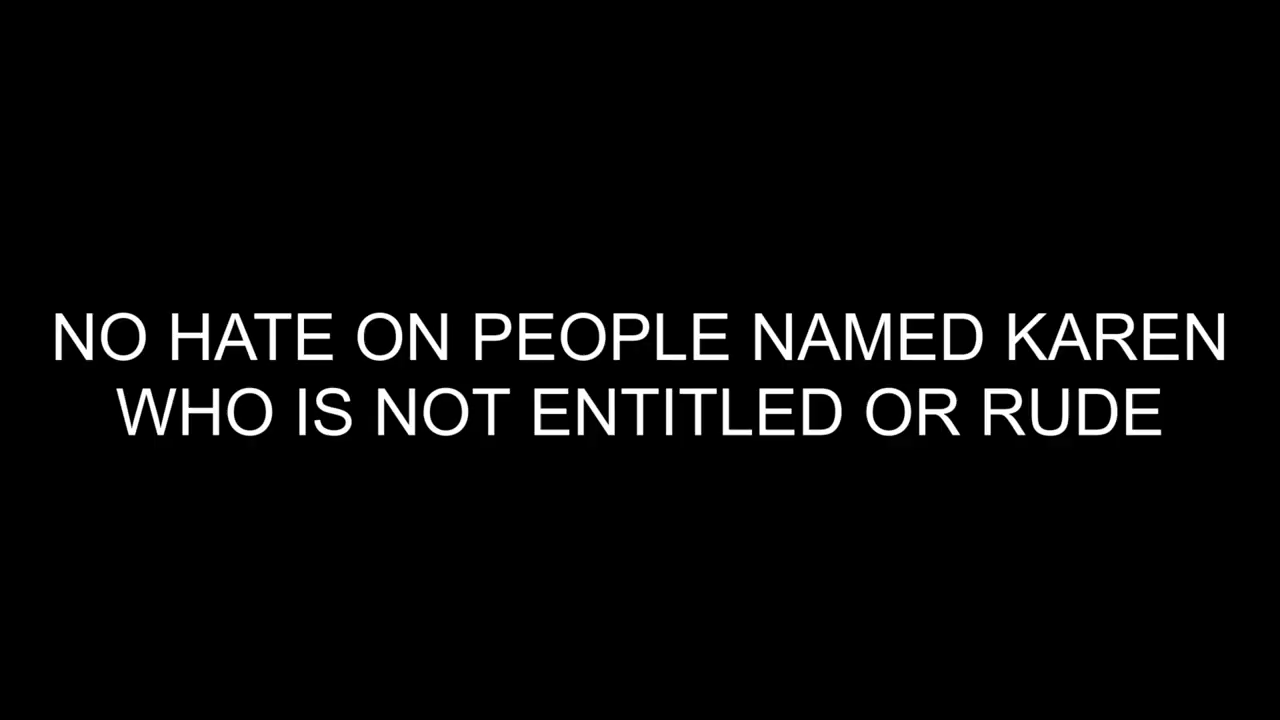 NO HATE ON PEOPLE NAMED KAREN
WHO IS NOT ENTITLED OR RUDE